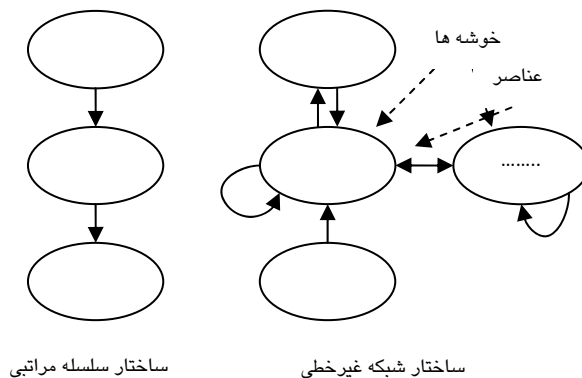 خوشه ها
عناصر
........
ساختار شبکه غیرخطی
ساختار سلسله مراتبی